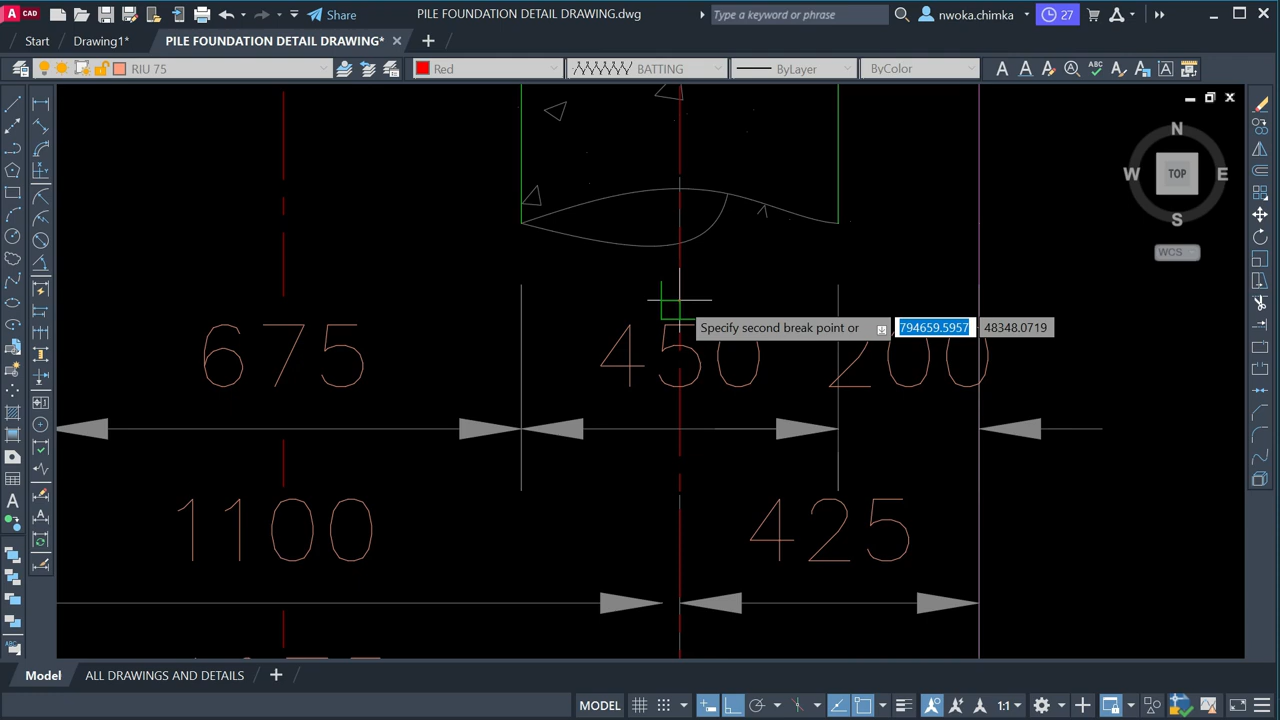 A CAD
Share
PILE FOUNDATION DETAIL DRAWING.dwg
Type a keyword or phrase
nwoka.chimka
27
Start
Drawing1*
PILE FOUNDATION DETAIL DRAWING*
RIU 75
Red
BATTING
ByLayer
ByColor
N
W
TOP
E
S
WCS
Specify second break point or
794659.5957
48348.0719
675
450
200
1100
425
Model
ALL DRAWINGS AND DETAILS
MODEL
1:1